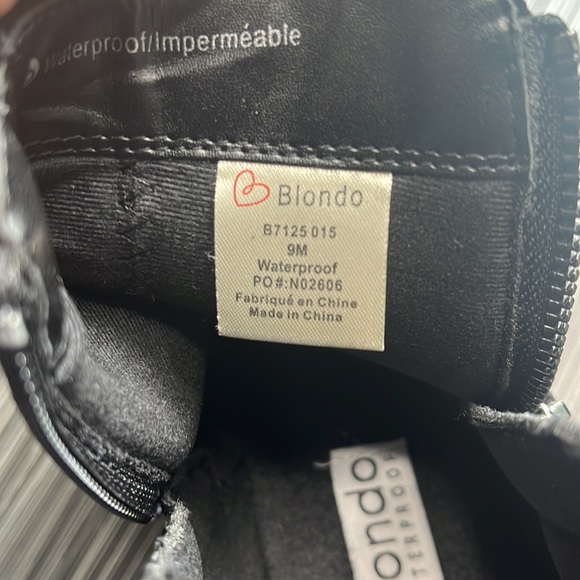 waterproof/imperméable
Blondo
B7125 015
9M
Waterproof
PO#:N02606
Fabriqué en Chine
Made in China
ondo
TERPROOF